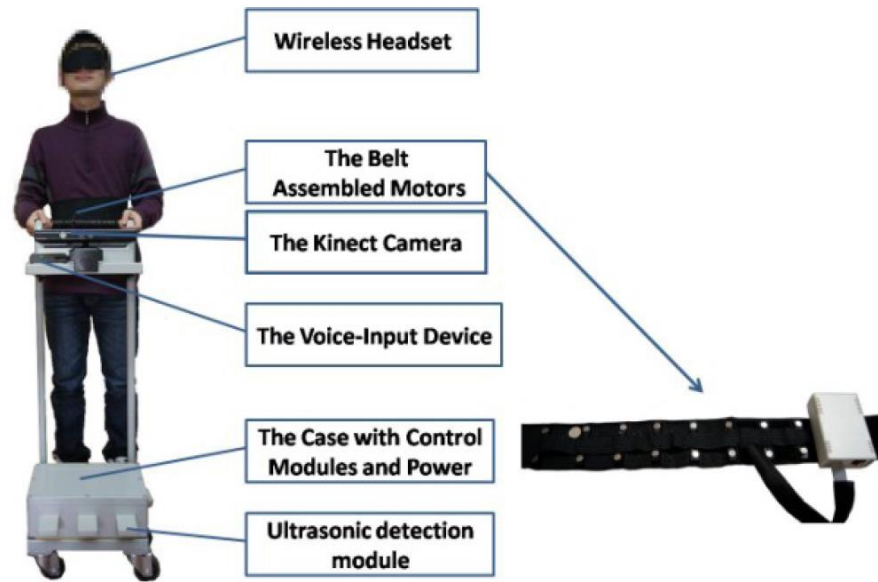 Wireless Headset
The Belt
Assembled Motors
The Kinect Camera
The Voice-Input Device
The Case with Control
Modules and Power
Ultrasonic detection
module